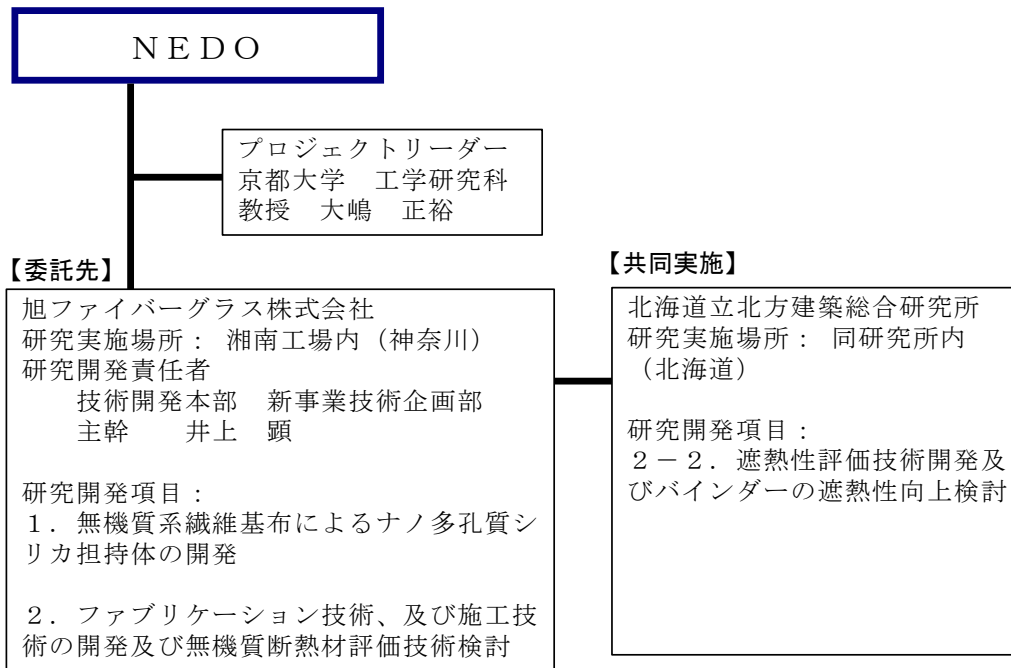 ＮＥＤＯ
プロジェクトリーダー
京都大学　工学研究科
教授　大嶋　正裕
【委託先】
旭ファイバーグラス株式会社
研究実施場所： 湘南工場内（神奈川）
研究開発責任者
技術開発本部　新事業技術企画部
主幹　　井上　顕
研究開発項目：
１．無機質系繊維基布によるナノ多孔質シ
リカ担持体の開発
２．ファブリケーション技術、及び施工技
術の開発及び無機質断熱材評価技術検討
【共同実施】
北海道立北方建築総合研究所
研究実施場所： 同研究所内
（北海道）
研究開発項目：
２－２．遮熱性評価技術開発及
びバインダーの遮熱性向上検討